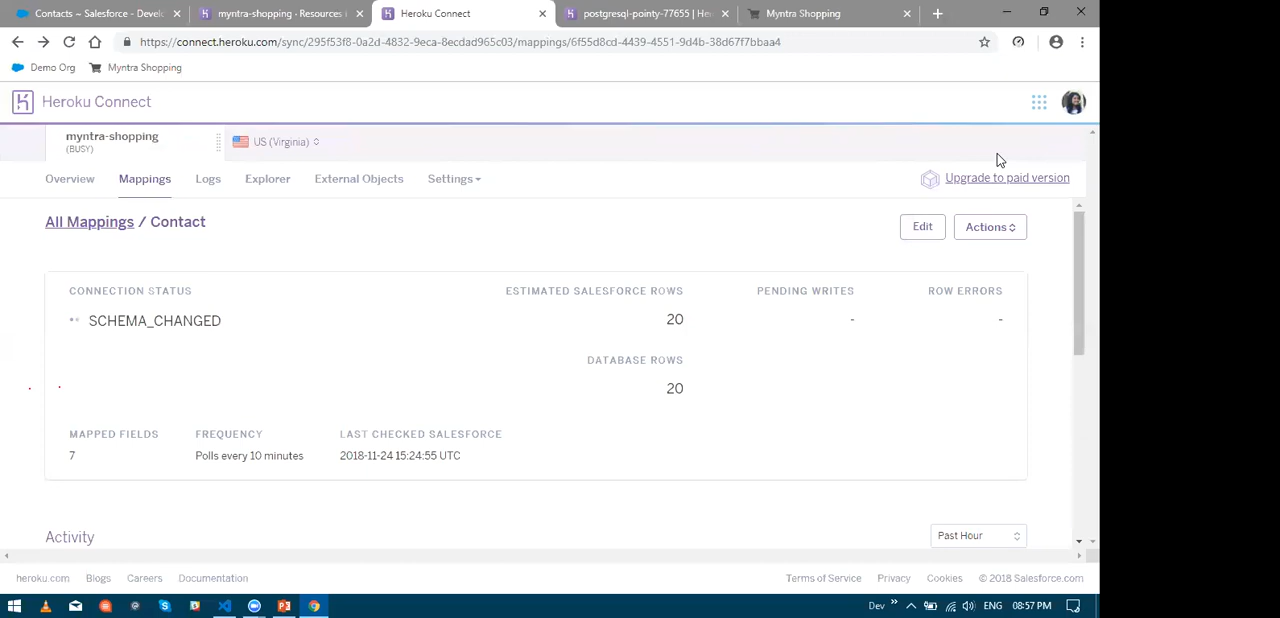 Contacts ~ Salesforce - Develo
myntra-shopping · Resources |
Heroku Connect
postgresql-pointy-77655 | Her
Myntra Shopping
https://connect.heroku.com/sync/295f53f8-0a2d-4832-9eca-8ecdad965c03/mappings/6f55d8cd-4439-4551-9d4b-38d67f7bbaa4
Demo Org
Myntra Shopping
Heroku Connect
myntra-shopping
(BUSY)
US (Virginia)
Overview
Mappings
Logs
Explorer
External Objects
Settings
Upgrade to paid version
All Mappings / Contact
Edit
Actions
CONNECTION STATUS
ESTIMATED SALESFORCE ROWS
PENDING WRITES
ROW ERRORS
SCHEMA_CHANGED
20
-
-
DATABASE ROWS
20
MAPPED FIELDS
FREQUENCY
LAST CHECKED SALESFORCE
7
Polls every 10 minutes
2018-11-24 15:24:55 UTC
Activity
Past Hour
heroku.com
Blogs
Careers
Documentation
Terms of Service
Privacy
Cookies
© 2018 Salesforce.com
Dev
ENG
08:57 PM